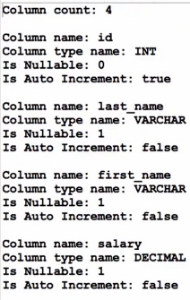 Column count: 4
Column name: id
Column type name: INT
Is Nullable: 0
Is Auto Increment: true
Column name: last_name
Column type name: VARCHAR
Is Nullable: 1
Is Auto Increment: false
Column name: first_name
Column type name: VARCHAR
Is Nullable: 1
Is Auto Increment: false
Column name: salary
Column type name: DECIMAL
Is Nullable: 1
Is Auto Increment: false